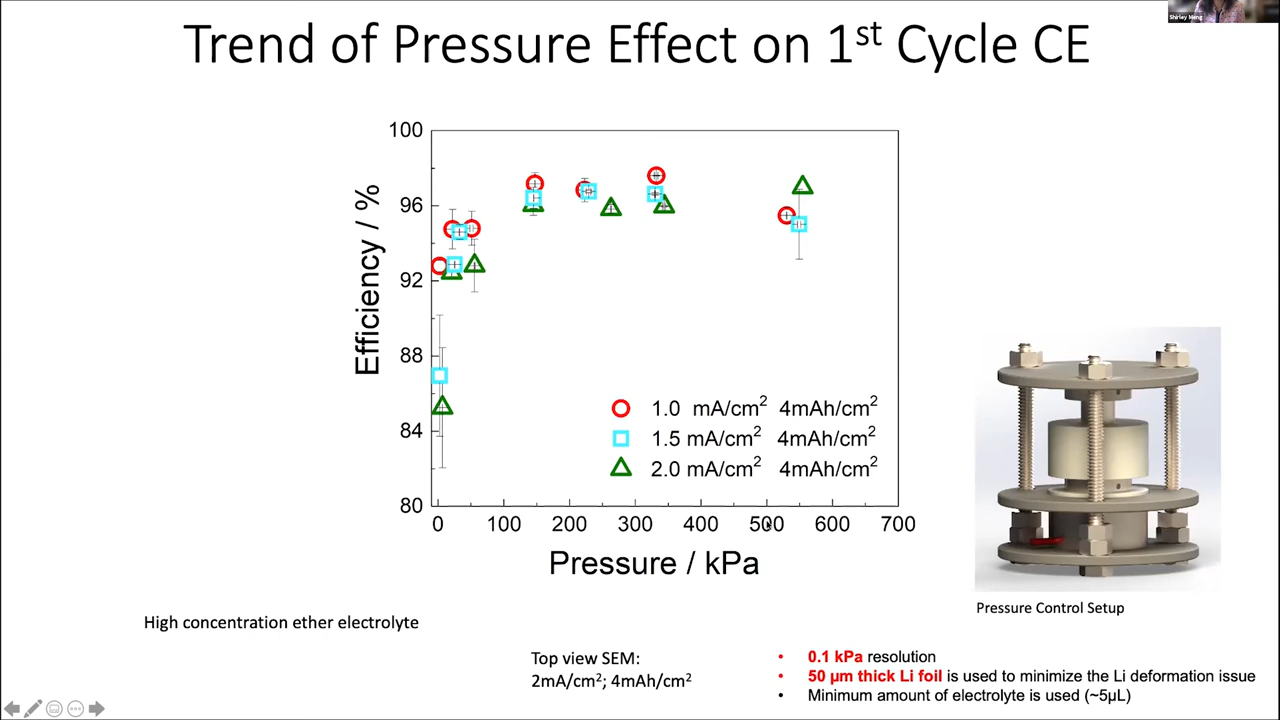 Shirley Meng
Trend of Pressure Effect on 1st Cycle CE
100
96
92
88
84
80
Efficiency / %
1.0 mA/cm2 4mAh/cm2
1.5 mA/cm2 4mAh/cm2
2.0 mA/cm2 4mAh/cm2
0 100 200 300 400 500 600 700
Pressure / kPa
Pressure Control Setup
High concentration ether electrolyte
Top view SEM:
2mA/cm2; 4mAh/cm2
• 0.1 kPa resolution
• 50 µm thick Li foil is used to minimize the Li deformation issue
• Minimum amount of electrolyte is used (~5µL)